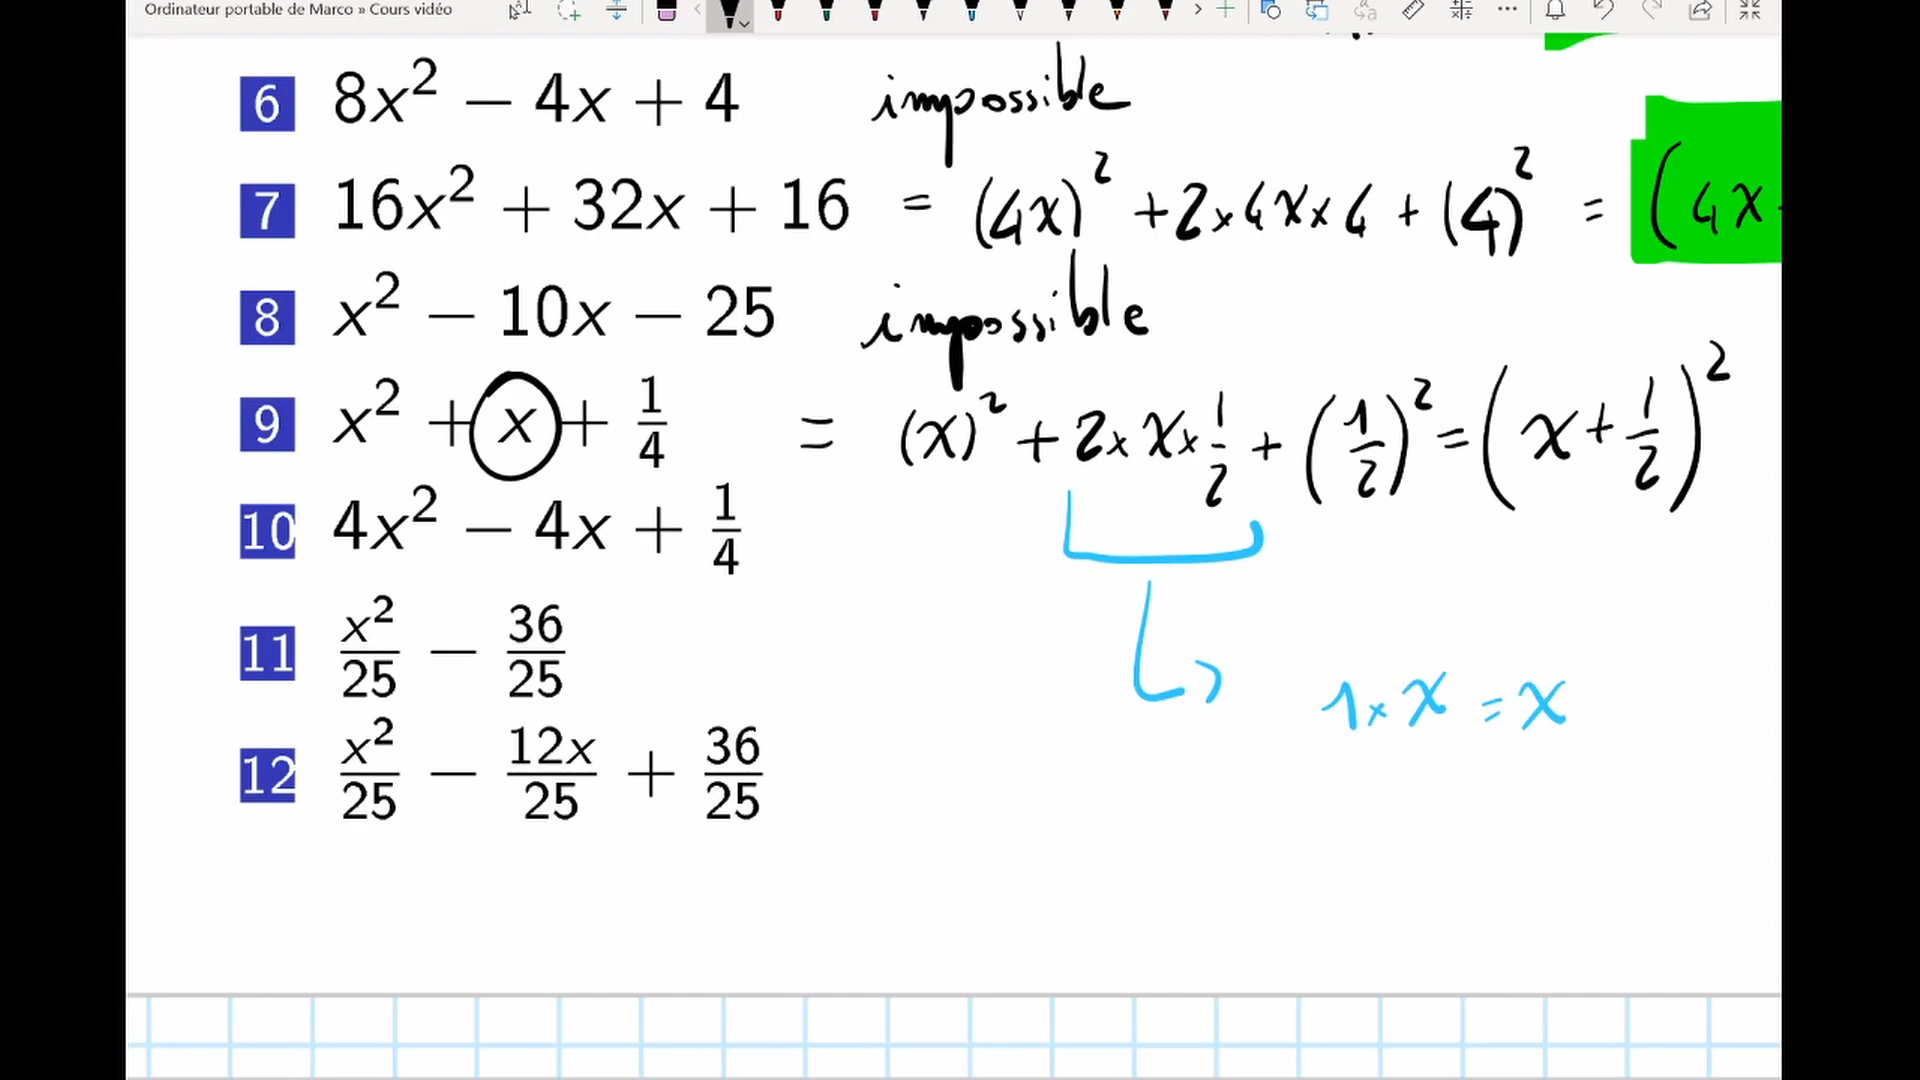 Ordinateur portable de Marco » Cours vidéo
6 8x² − 4x + 4 impossible
7 16x² + 32x + 16 = (4x)² + 2 × 4x × 4 + (4)² = (4x
8 x² − 10x − 25 impossible
9 x² + x + 1/4 = (x)² + 2 × x × 1/2 + (1/2)² = (x + 1/2)²
10 4x² − 4x + 1/4
11 x²/25 − 36/25
1 × x = x
12 x²/25 − 12x/25 + 36/25